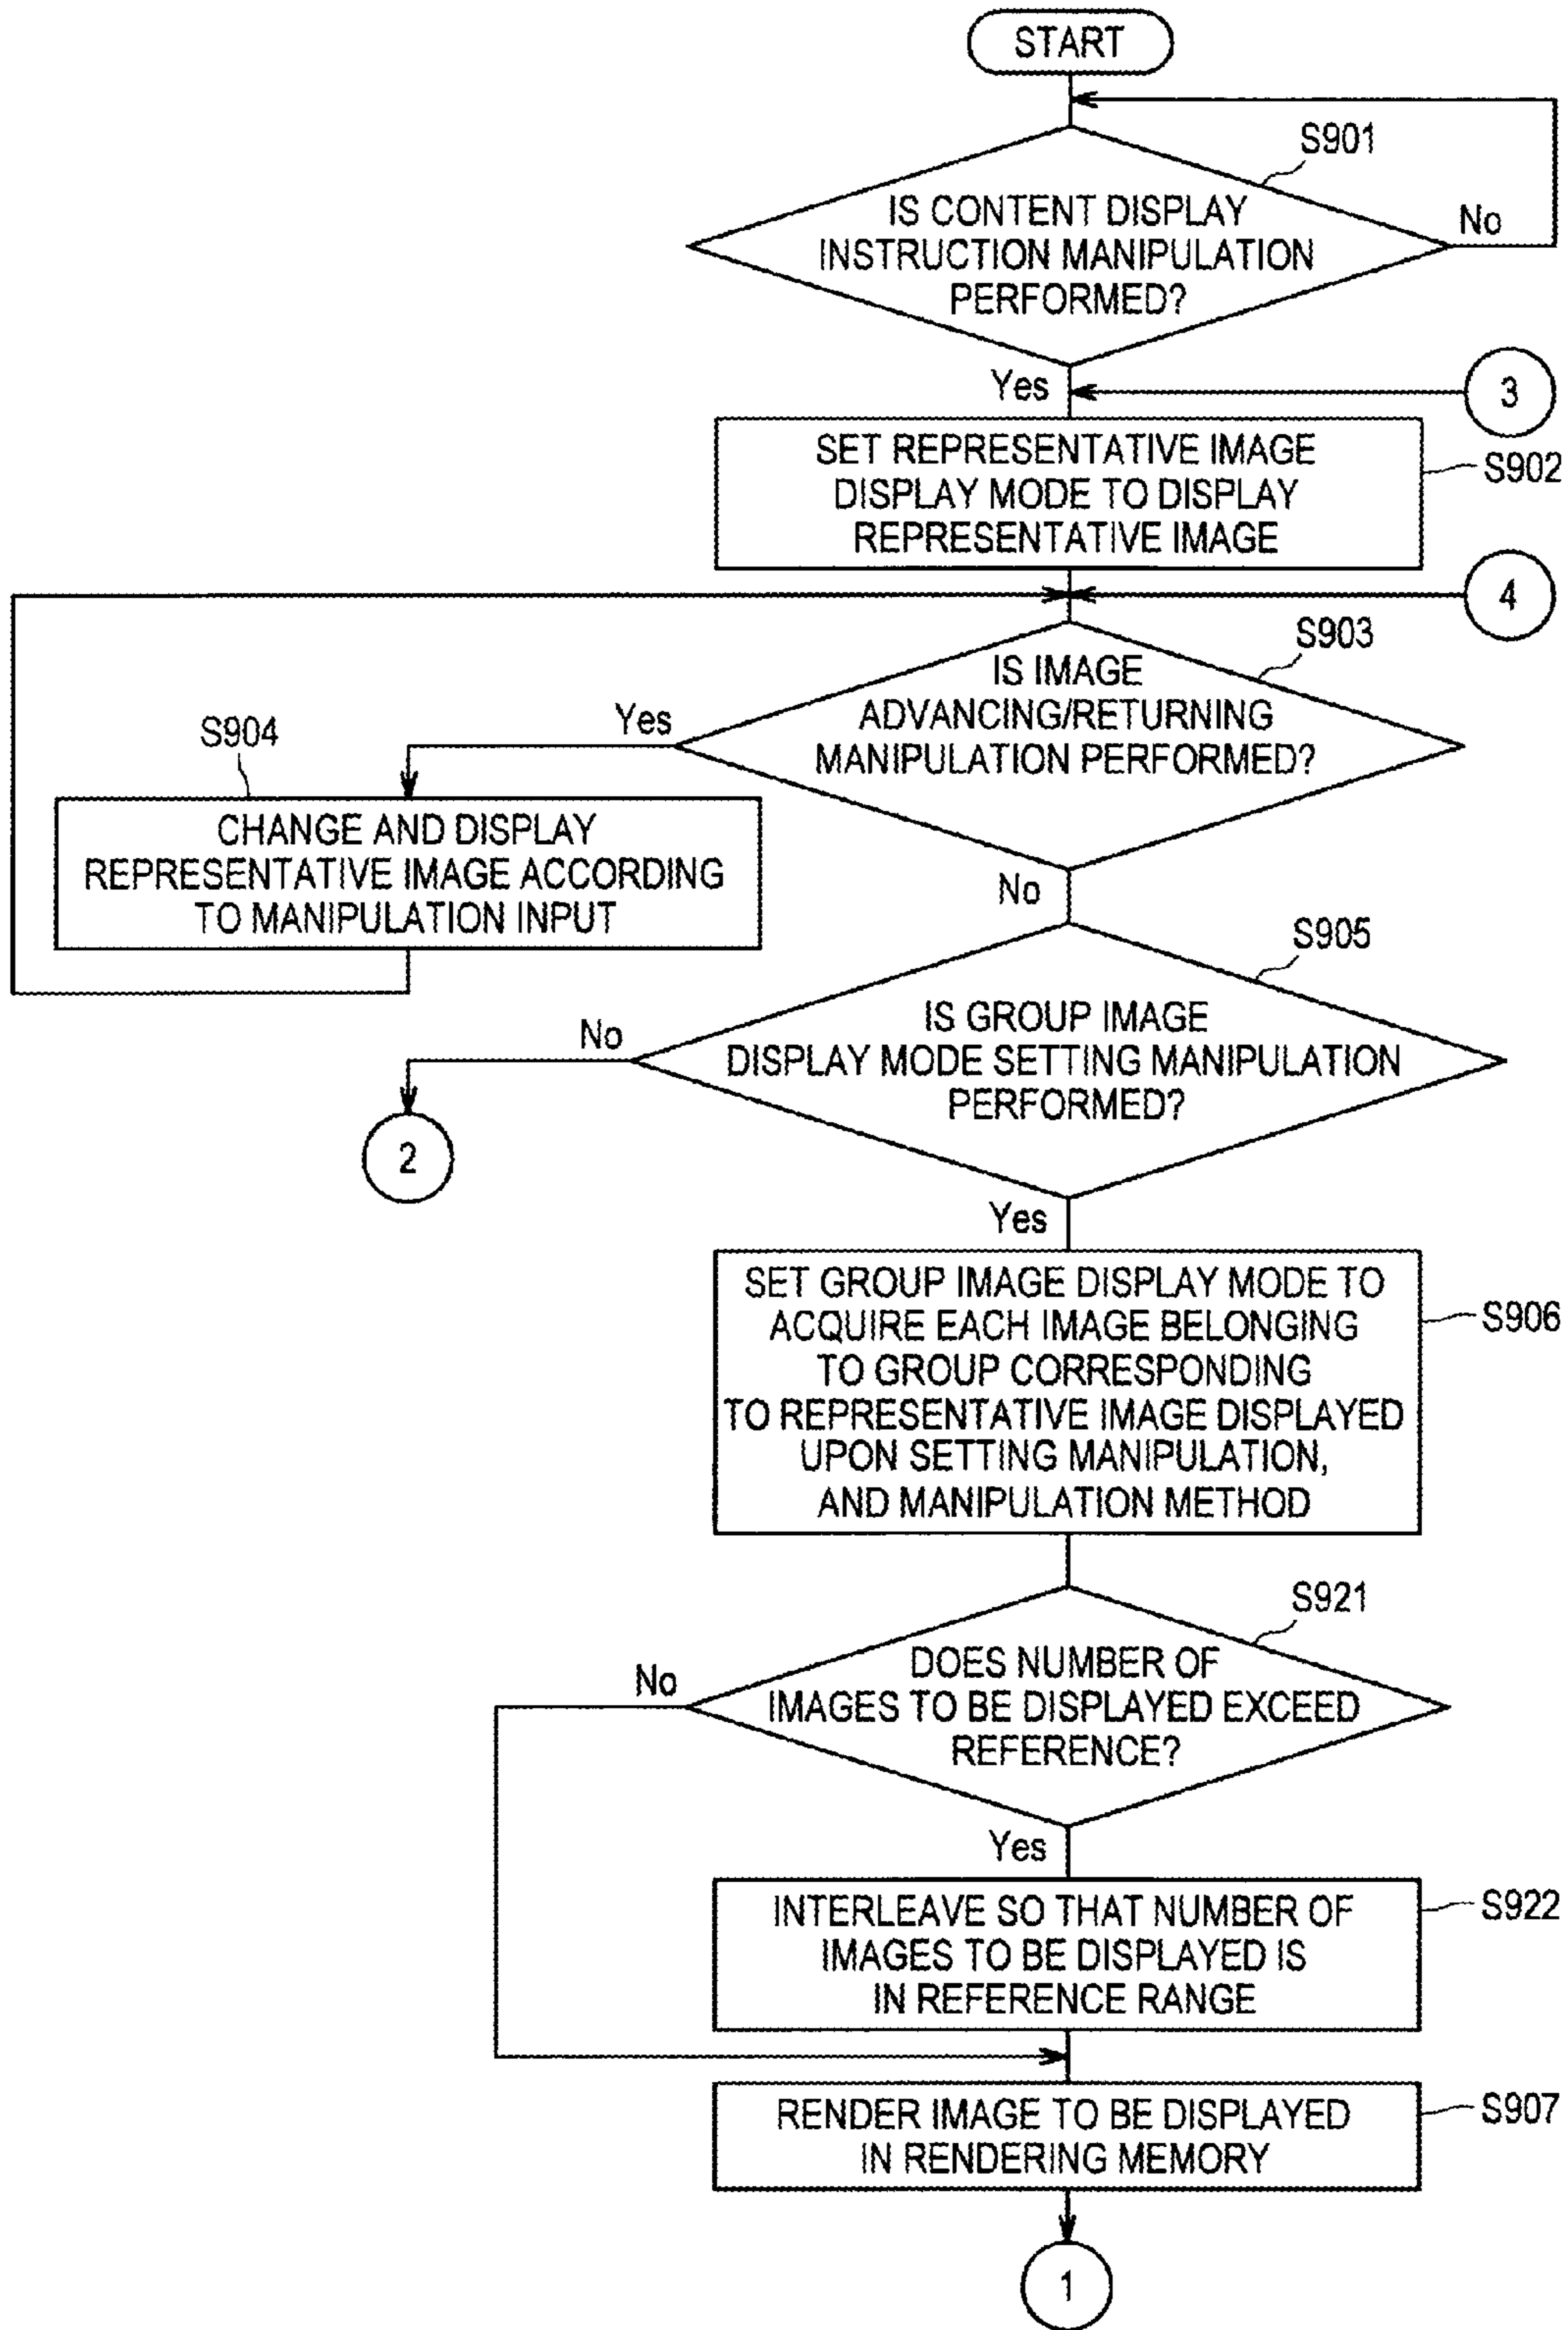 START
S901
IS CONTENT DISPLAY
INSTRUCTION MANIPULATION
PERFORMED?
No
Yes
3
SET REPRESENTATIVE IMAGE
DISPLAY MODE TO DISPLAY
REPRESENTATIVE IMAGE
S902
4
S903
IS IMAGE
ADVANCING/RETURNING
MANIPULATION PERFORMED?
Yes
S904
CHANGE AND DISPLAY
REPRESENTATIVE IMAGE ACCORDING
TO MANIPULATION INPUT
No
S905
IS GROUP IMAGE
DISPLAY MODE SETTING MANIPULATION
PERFORMED?
No
2
Yes
SET GROUP IMAGE DISPLAY MODE TO
ACQUIRE EACH IMAGE BELONGING
TO GROUP CORRESPONDING
TO REPRESENTATIVE IMAGE DISPLAYED
UPON SETTING MANIPULATION,
AND MANIPULATION METHOD
S906
S921
DOES NUMBER OF
IMAGES TO BE DISPLAYED EXCEED
REFERENCE?
No
Yes
INTERLEAVE SO THAT NUMBER OF
IMAGES TO BE DISPLAYED IS
IN REFERENCE RANGE
S922
RENDER IMAGE TO BE DISPLAYED
IN RENDERING MEMORY
S907
1